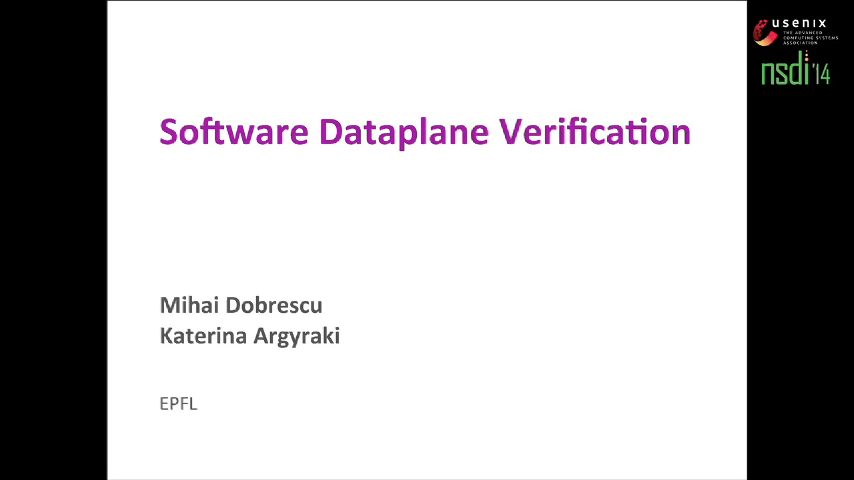 usenix
THE ADVANCED
COMPUTING SYSTEMS
ASSOCIATION
nsdi '14
Software Dataplane Verification
Mihai Dobrescu
Katerina Argyraki
EPFL